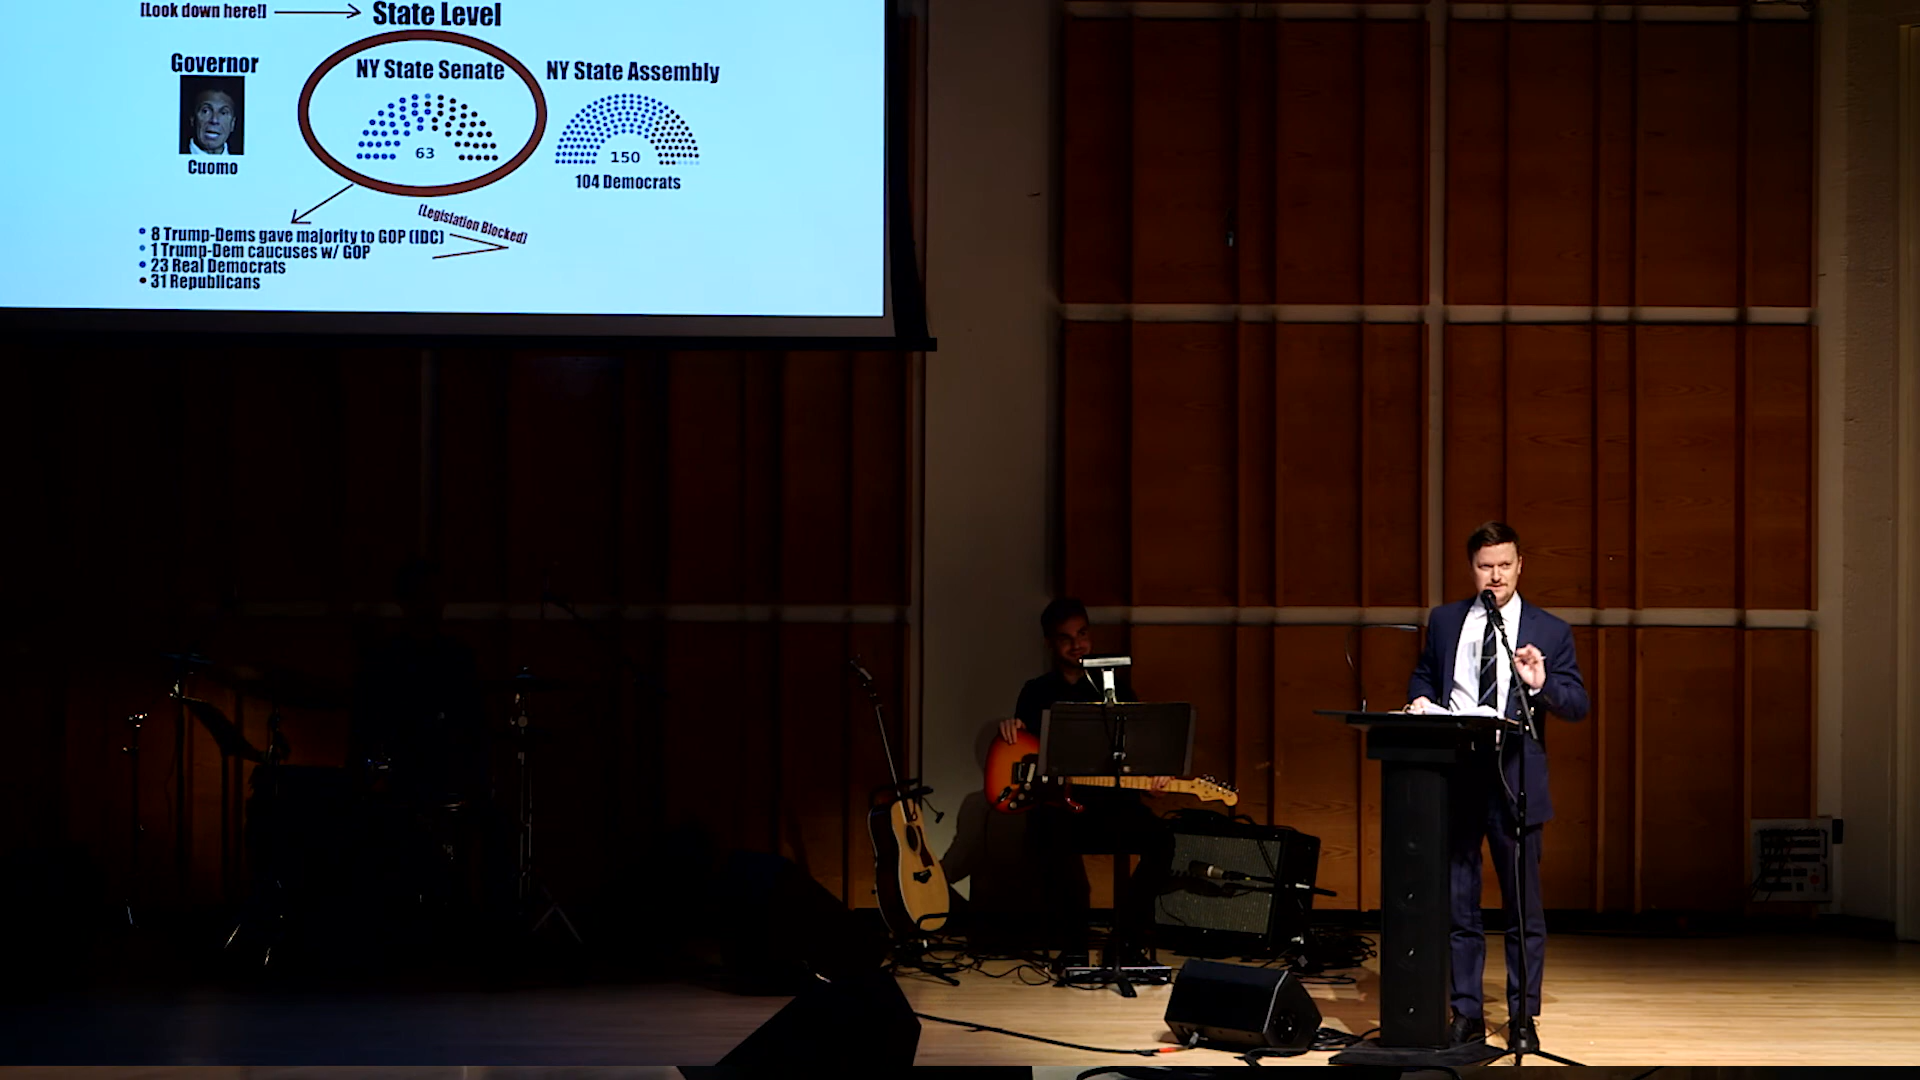 [Look down here!]
State Level
Governor
NY State Senate
NY State Assembly
63
150
Cuomo
104 Democrats
[Legislation Blocked]
• 8 Trump-Dems gave majority to GOP (IDC)
• 1 Trump-Dem caucuses w/ GOP
• 23 Real Democrats
• 31 Republicans